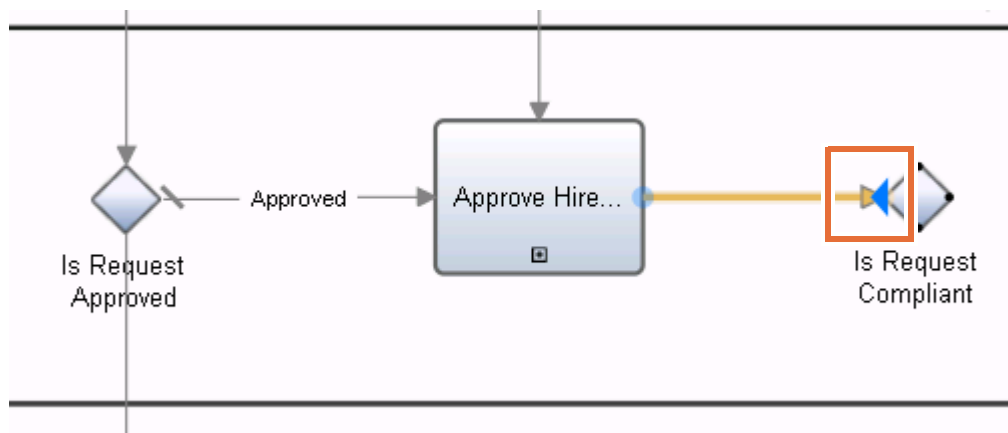 Approved
Approve Hire...
Is Request
Approved
Is Request
Compliant